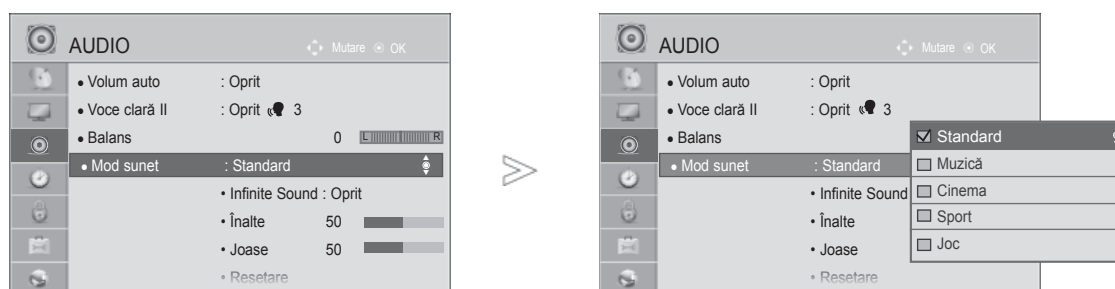 AUDIO
Mutare OK
• Volum auto : Oprit
• Voce clară II : Oprit 3
• Balans 0 L R
• Mod sunet : Standard
• Infinite Sound : Oprit
• Înalte 50
• Joase 50
• Resetare
AUDIO
Mutare OK
• Volum auto : Oprit
• Voce clară II : Oprit 3
• Balans
• Mod sunet : Standard
• Infinite Sound
• Înalte
• Joase
• Resetare
Standard
Muzică
Cinema
Sport
Joc